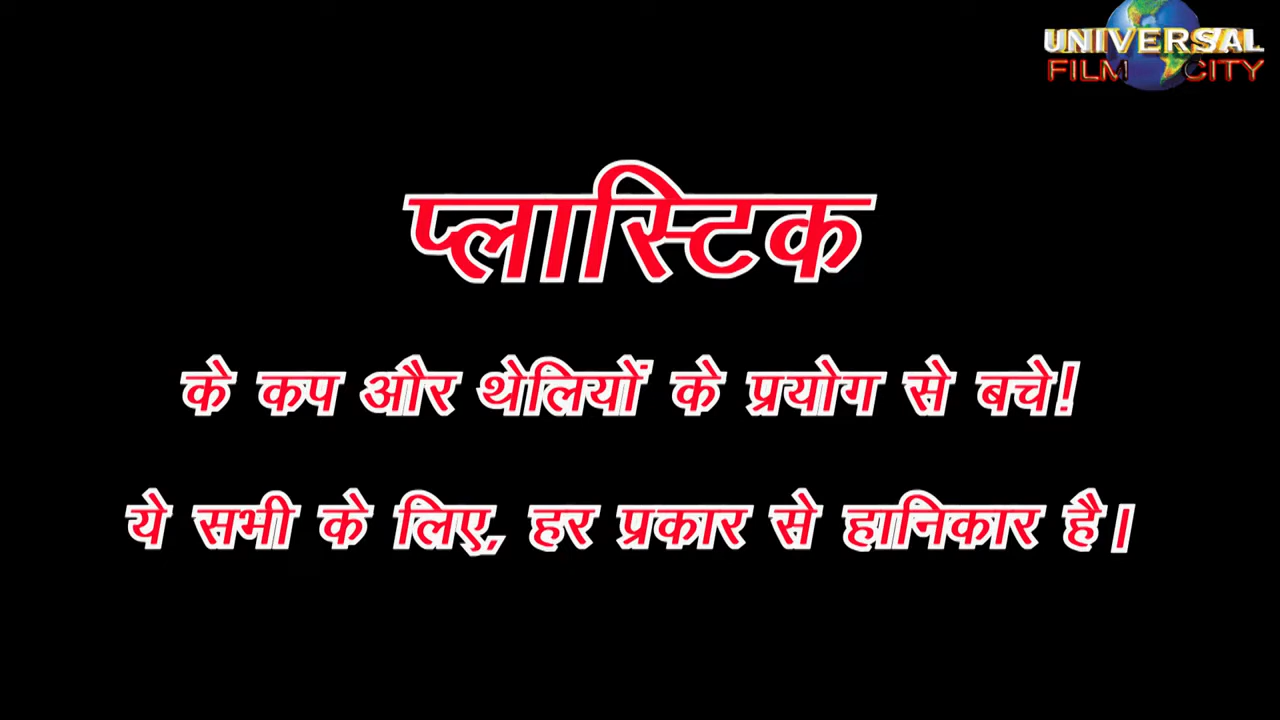 UNIVERSAL
FILM CITY
प्लास्टिक
के कप और थेलियों के प्रयोग से बचे!
ये सभी के लिए, हर प्रकार से हानिकार है।